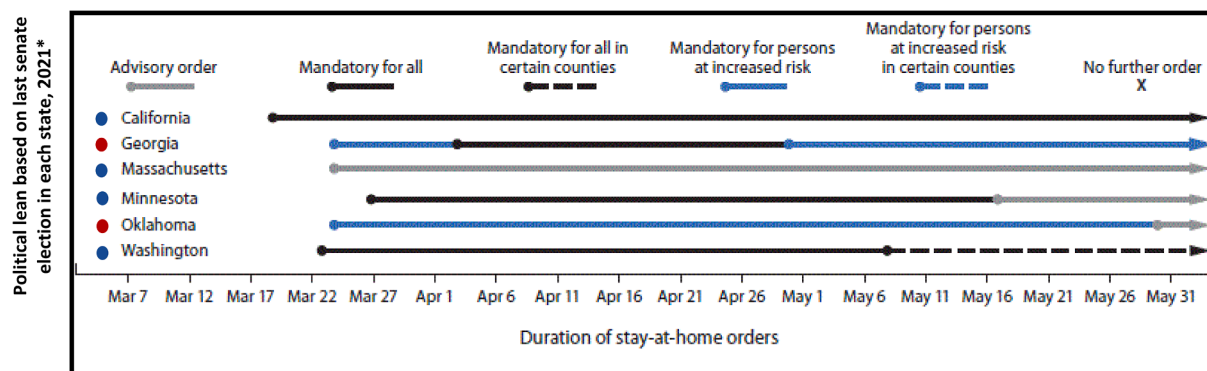 Political lean based on last senate
election in each state, 2021*
Advisory order
Mandatory for all
Mandatory for all in
certain counties
Mandatory for persons
at increased risk
Mandatory for persons
at increased risk
in certain counties
No further order
X
California
Georgia
Massachusetts
Minnesota
Oklahoma
Washington
Mar 7 Mar 12 Mar 17 Mar 22 Mar 27 Apr 1 Apr 6 Apr 11 Apr 16 Apr 21 Apr 26 May 1 May 6 May 11 May 16 May 21 May 26 May 31
Duration of stay-at-home orders